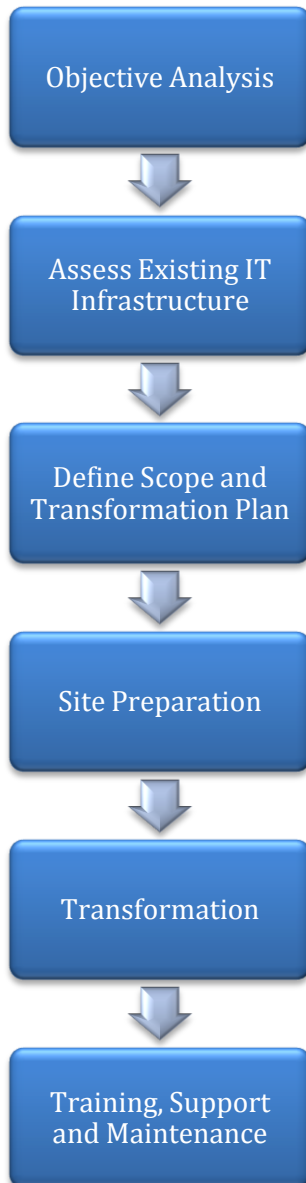 Objective Analysis
Assess Existing IT
Infrastructure
Define Scope and
Transformation Plan
Site Preparation
Transformation
Training, Support
and Maintenance